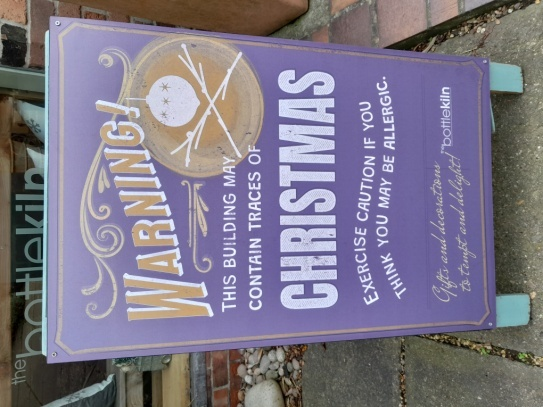 WARNING!
THIS BUILDING MAY
CONTAIN TRACES OF
CHRISTMAS
EXERCISE CAUTION IF YOU
THINK YOU MAY BE ALLERGIC.
Gifts and decorations
to tempt and delight!
bottlekiln
the
bottlekiln